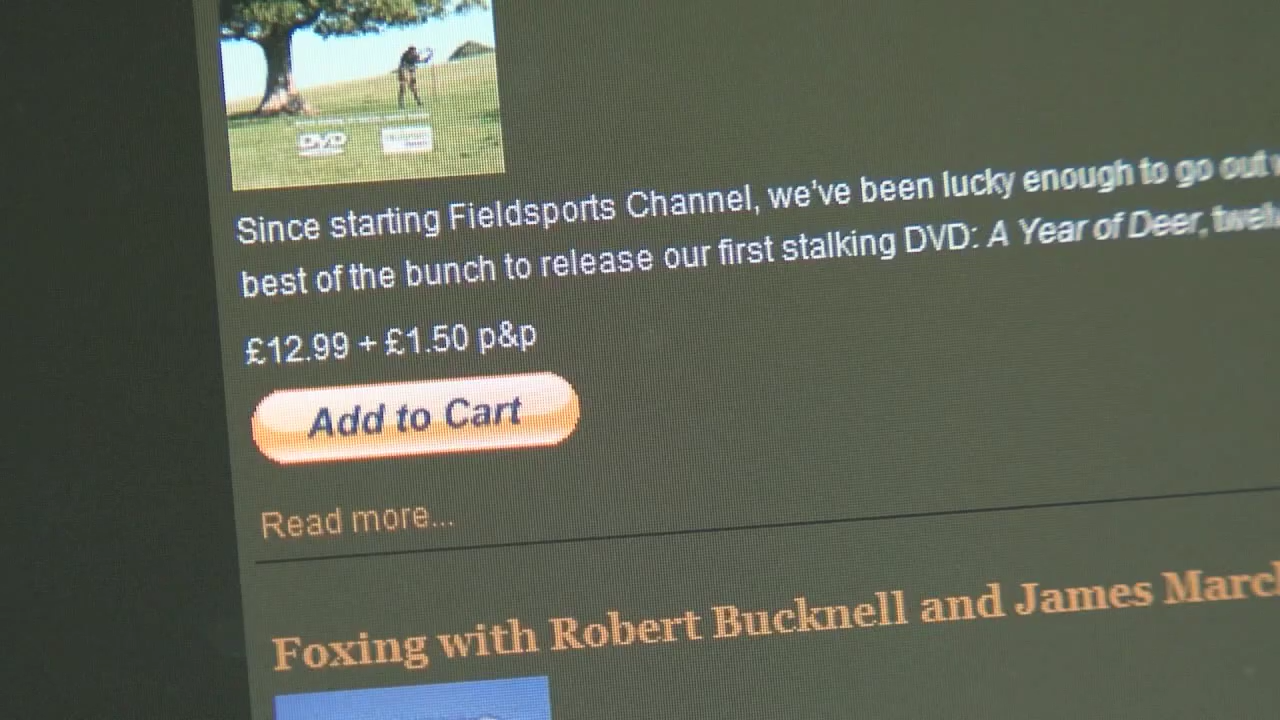 DVD
Since starting Fieldsports Channel, we've been lucky enough to go out
best of the bunch to release our first stalking DVD: A Year of Deer,
£12.99 + £1.50 p&p
Add to Cart
Read more...
Foxing with Robert Bucknell and James